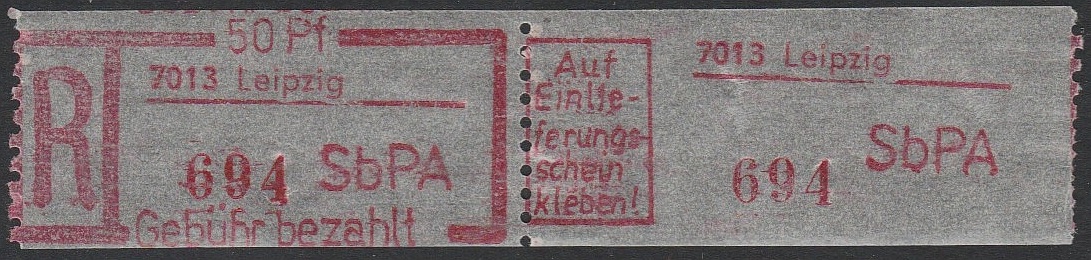 50 Pf
R
7013 Leipzig
694 SbPA
Gebühr bezahlt
Auf
Einlie-
ferungs-
schein
kleben!
7013 Leipzig
694 SbPA